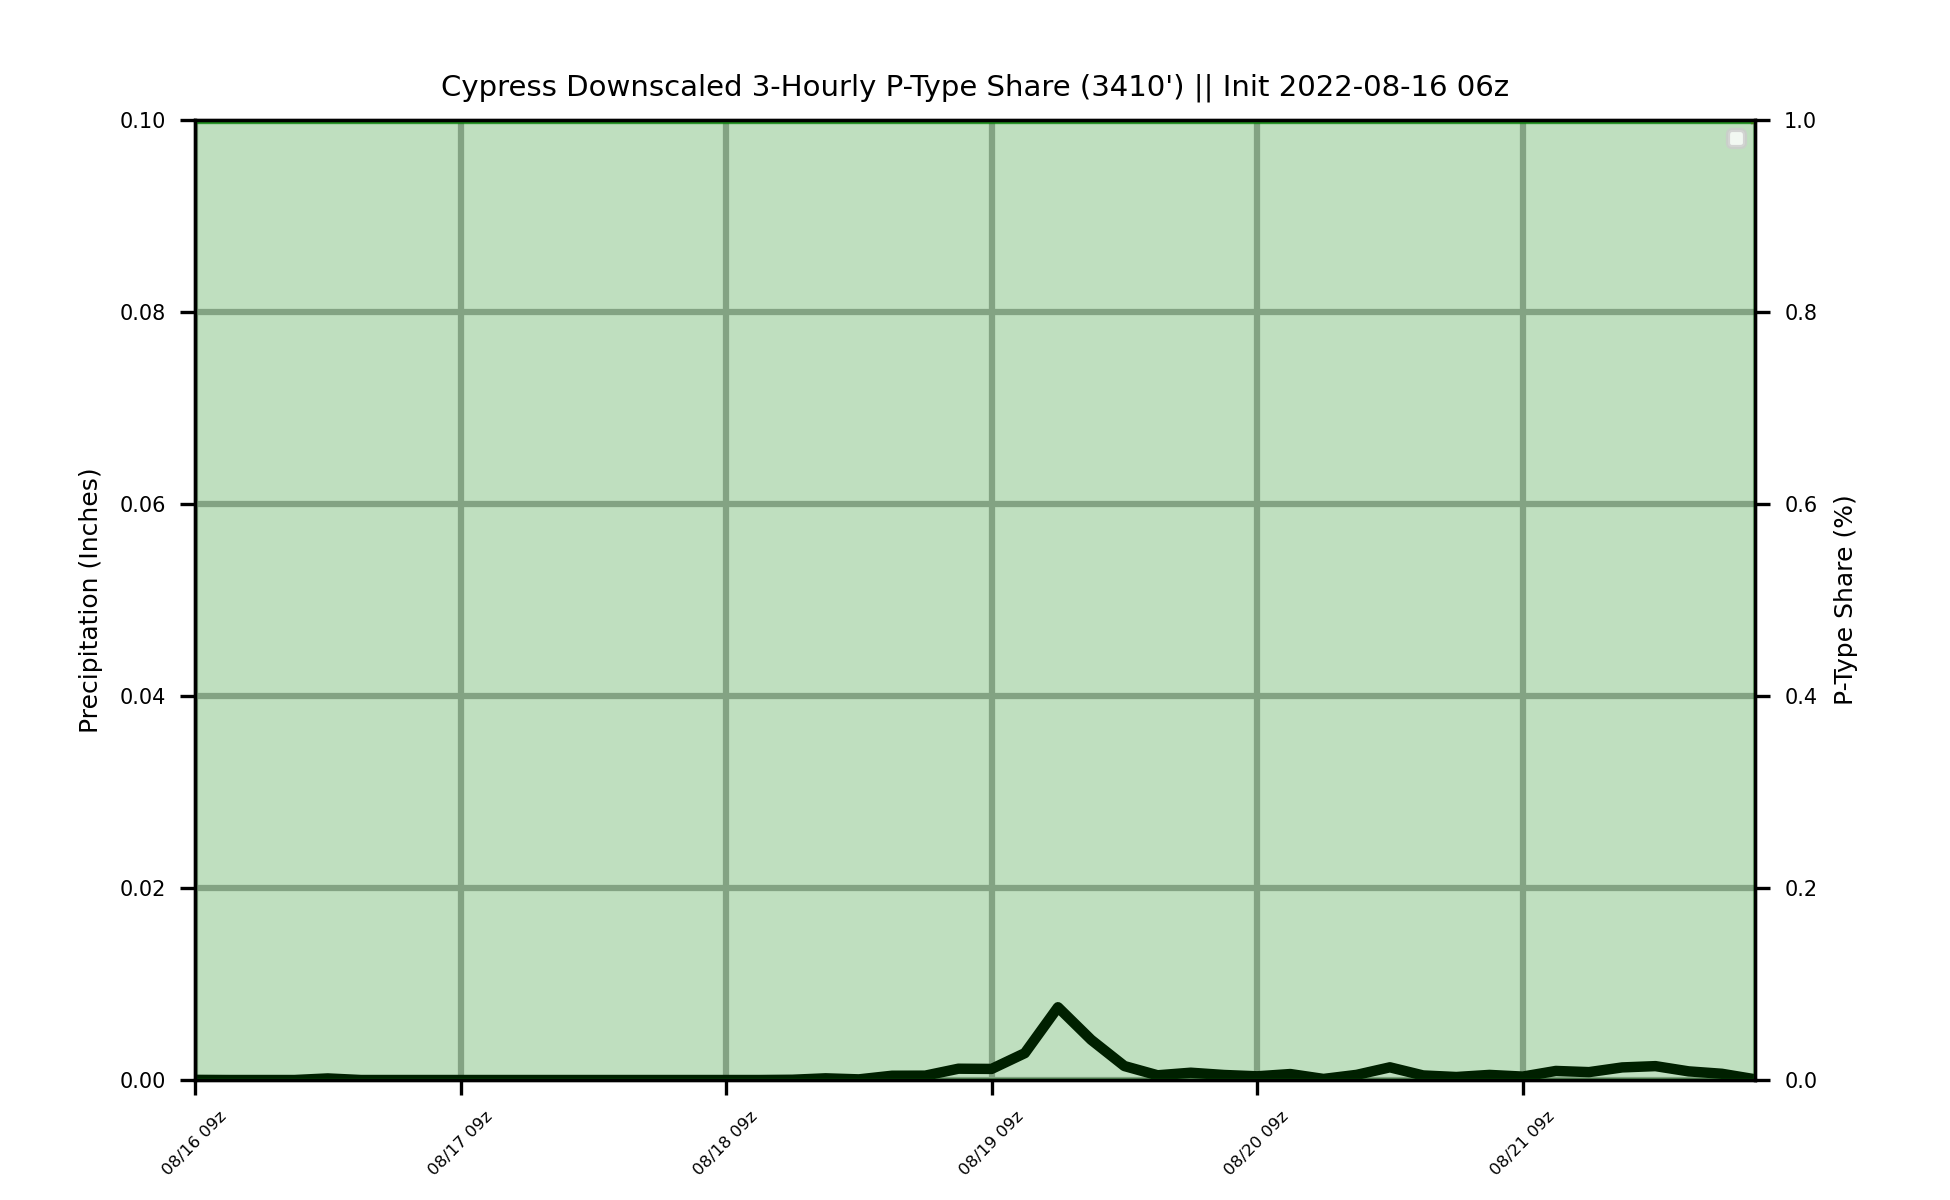 Cypress Downscaled 3-Hourly P-Type Share (3410') || Init 2022-08-16 06z
Precipitation (Inches)
0.10
0.08
0.06
0.04
0.02
0.00
1.0
0.8
0.6
0.4
0.2
0.0
P-Type Share (%)
08/16 09z
08/17 09z
08/18 09z
08/19 09z
08/20 09z
08/21 09z